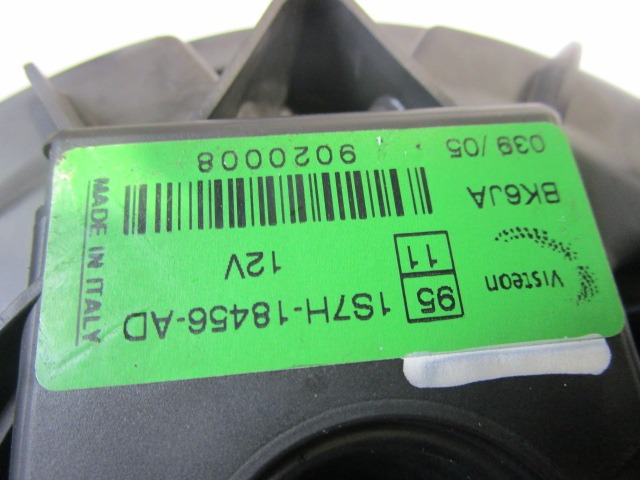 1S7H-18456-AD
Visteon
95
11
12V
BK6JA
039/05
9020008
MADE IN ITALY